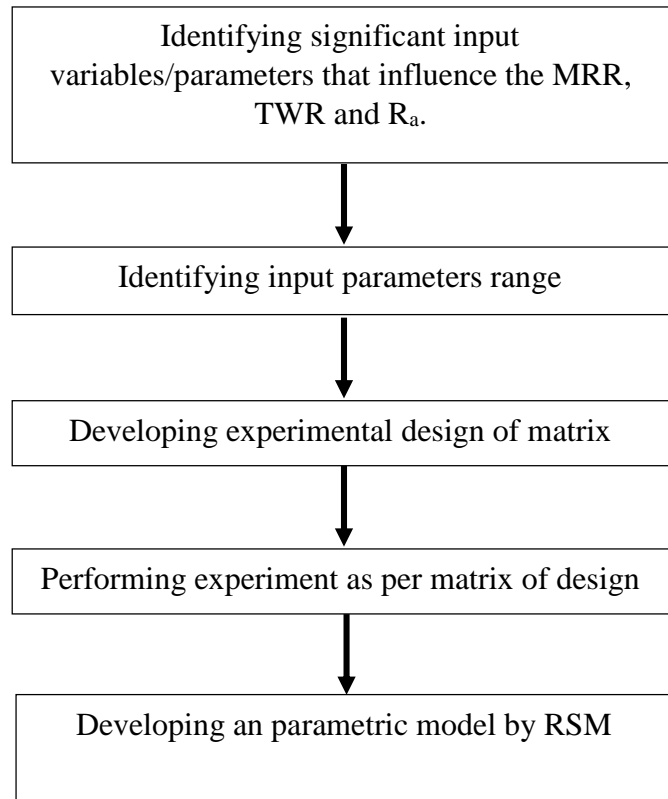 Identifying significant input
variables/parameters that influence the MRR,
TWR and Rₐ.
Identifying input parameters range
Developing experimental design of matrix
Performing experiment as per matrix of design
Developing an parametric model by RSM